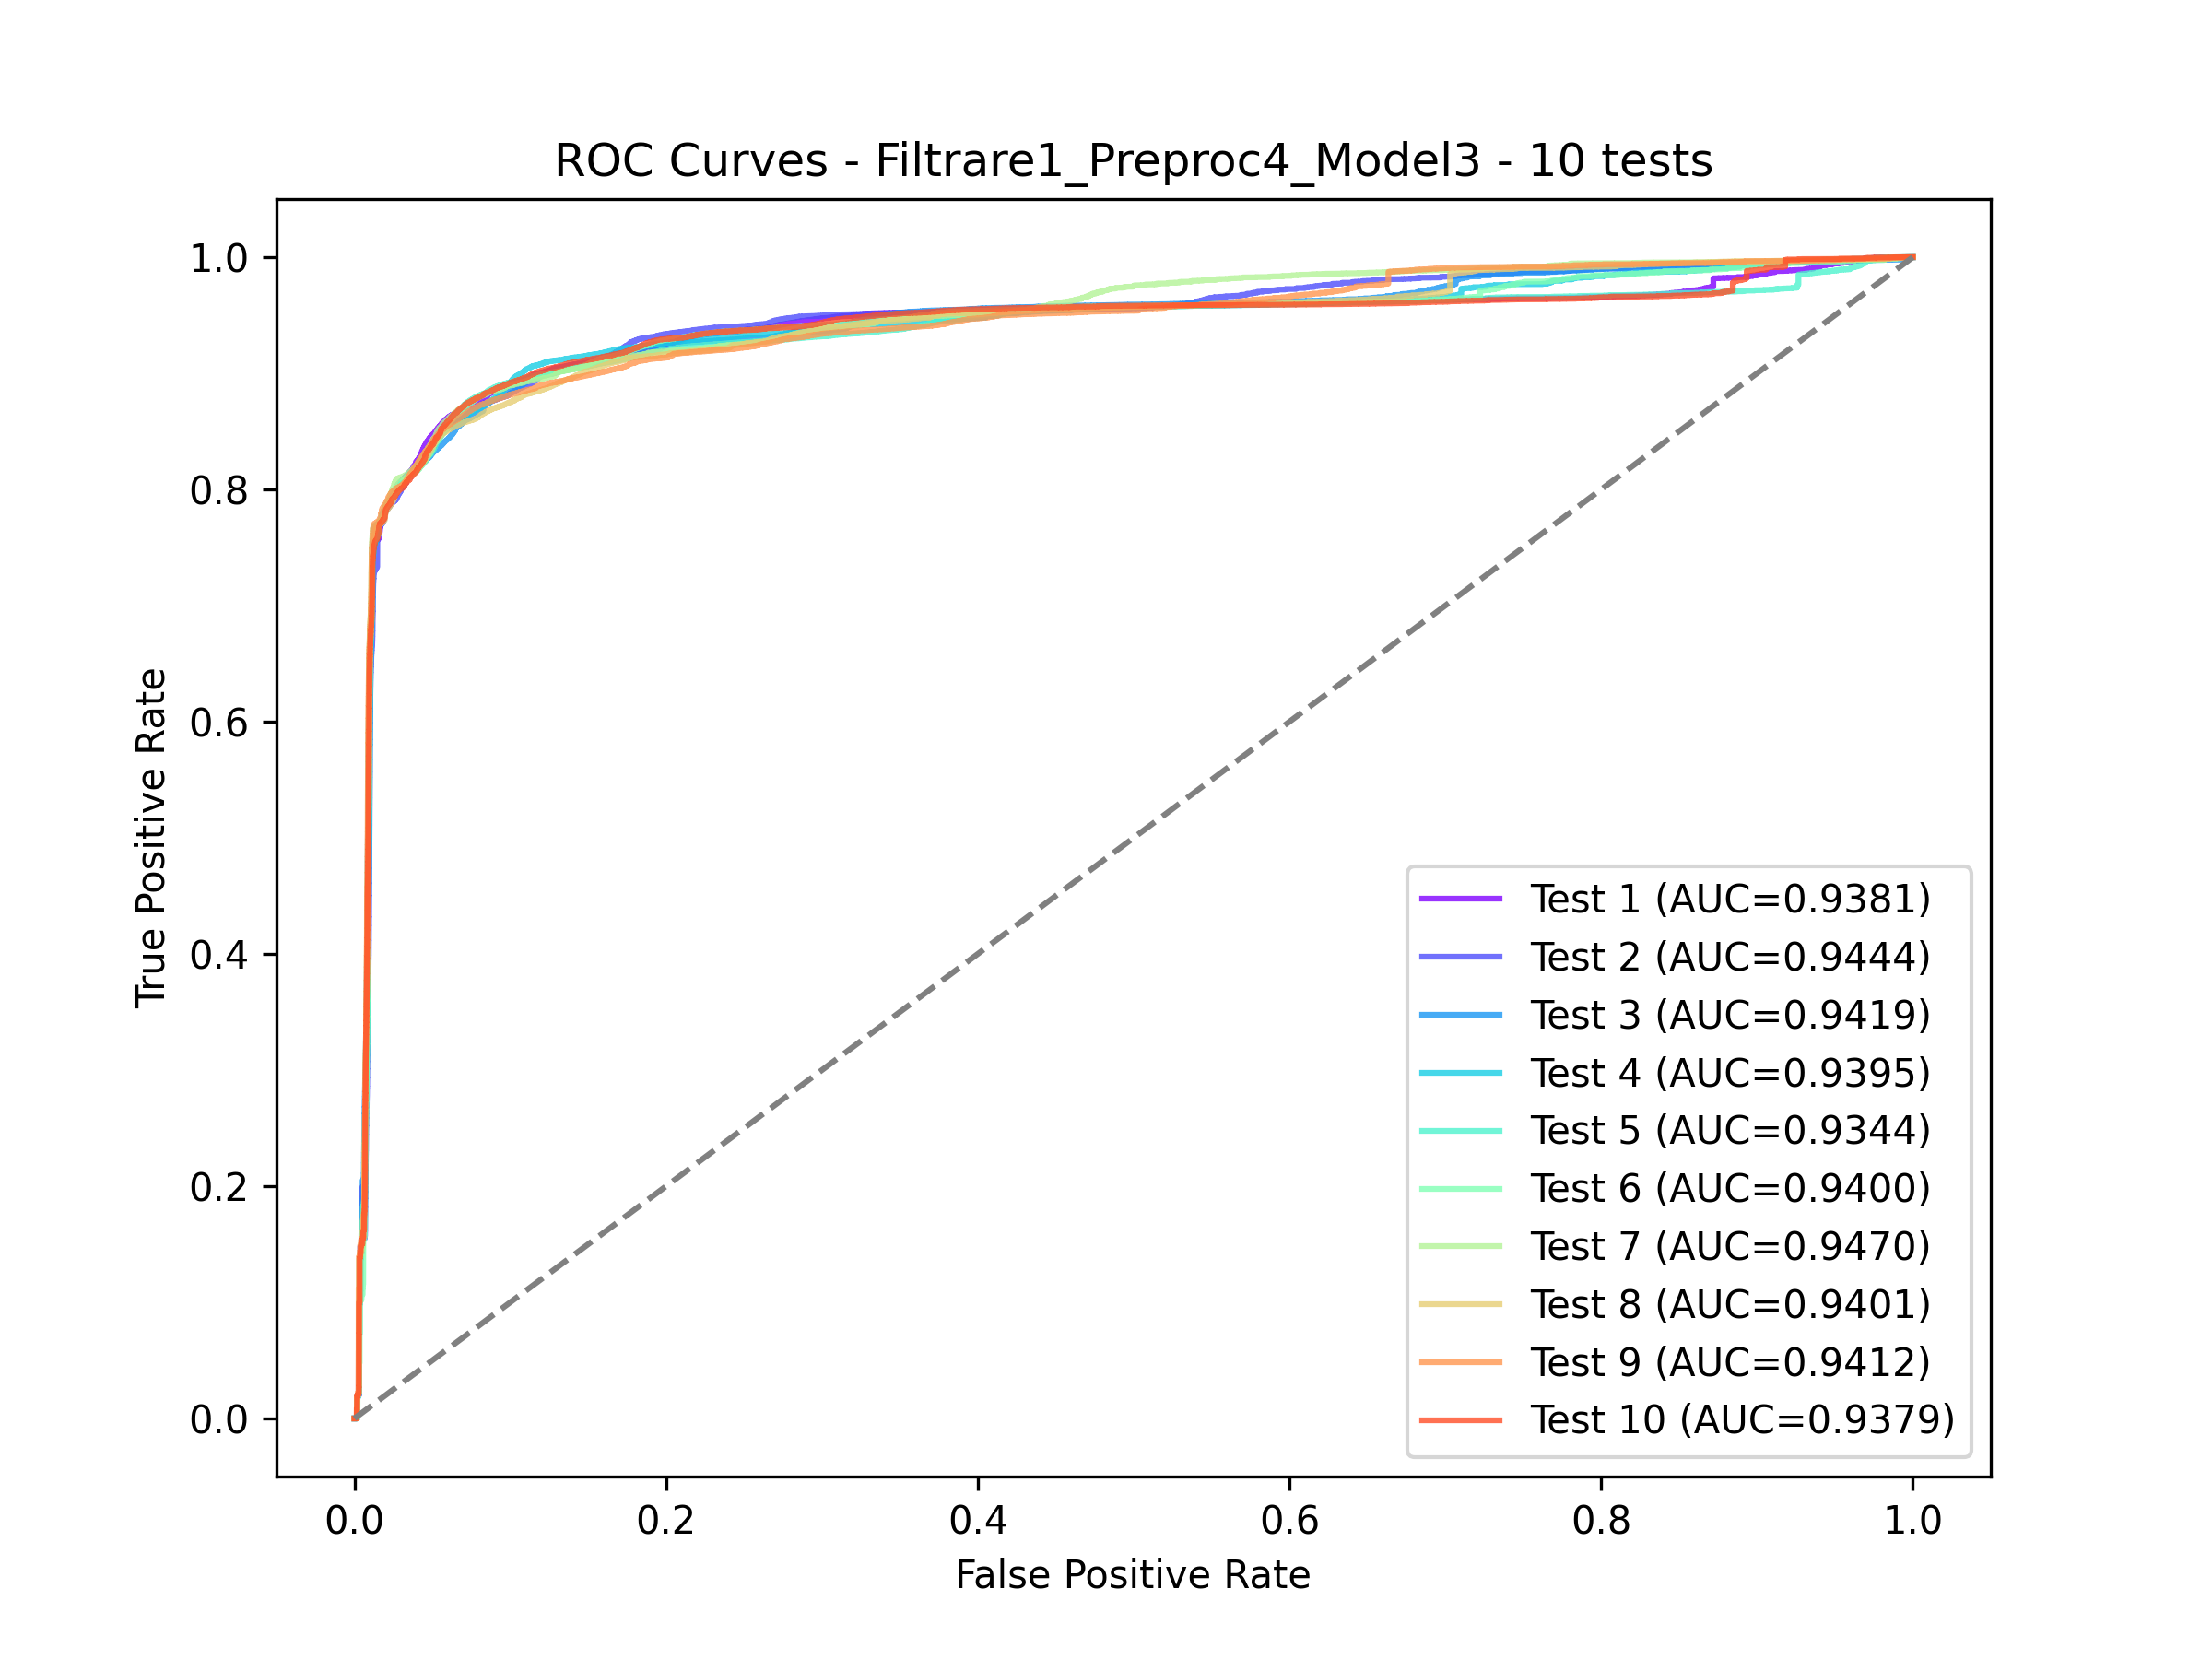 ROC Curves - Filtrare1_Preproc4_Model3 - 10 tests
True Positive Rate
1.0
0.8
0.6
0.4
0.2
0.0
Test 1 (AUC=0.9381)
Test 2 (AUC=0.9444)
Test 3 (AUC=0.9419)
Test 4 (AUC=0.9395)
Test 5 (AUC=0.9344)
Test 6 (AUC=0.9400)
Test 7 (AUC=0.9470)
Test 8 (AUC=0.9401)
Test 9 (AUC=0.9412)
Test 10 (AUC=0.9379)
0.0 0.2 0.4 0.6 0.8 1.0
False Positive Rate